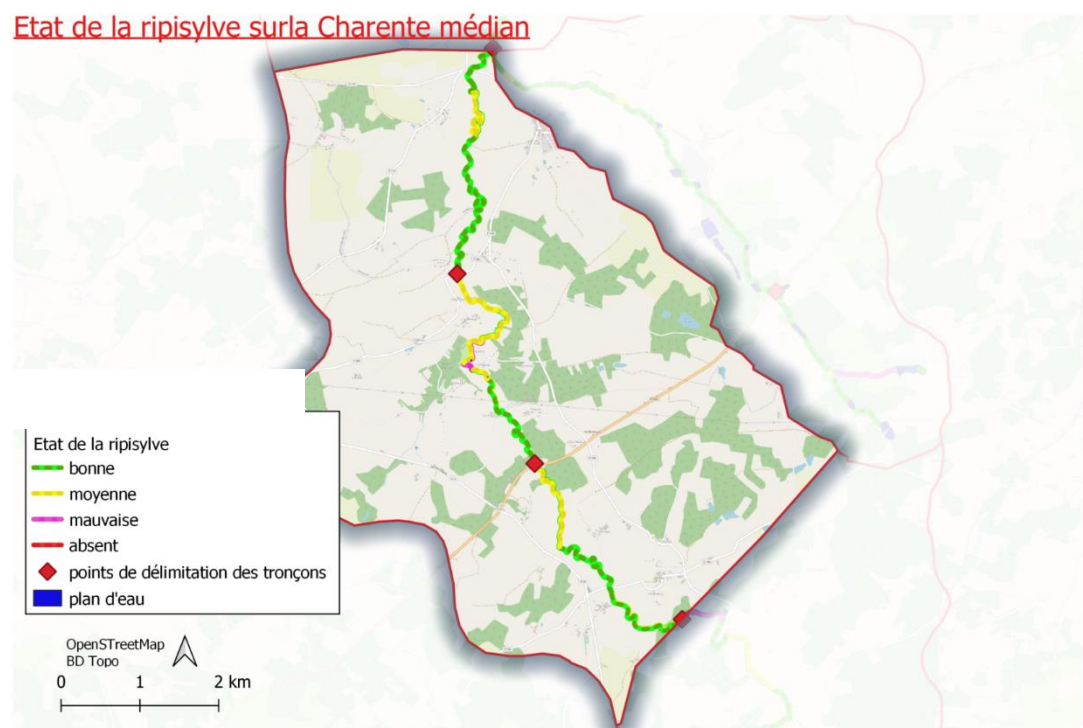 Etat de la ripisylve surla Charente médian
Etat de la ripisylve
bonne
moyenne
mauvaise
absent
points de délimitation des tronçons
plan d'eau
OpenSTreetMap
BD Topo
0 1 2 km